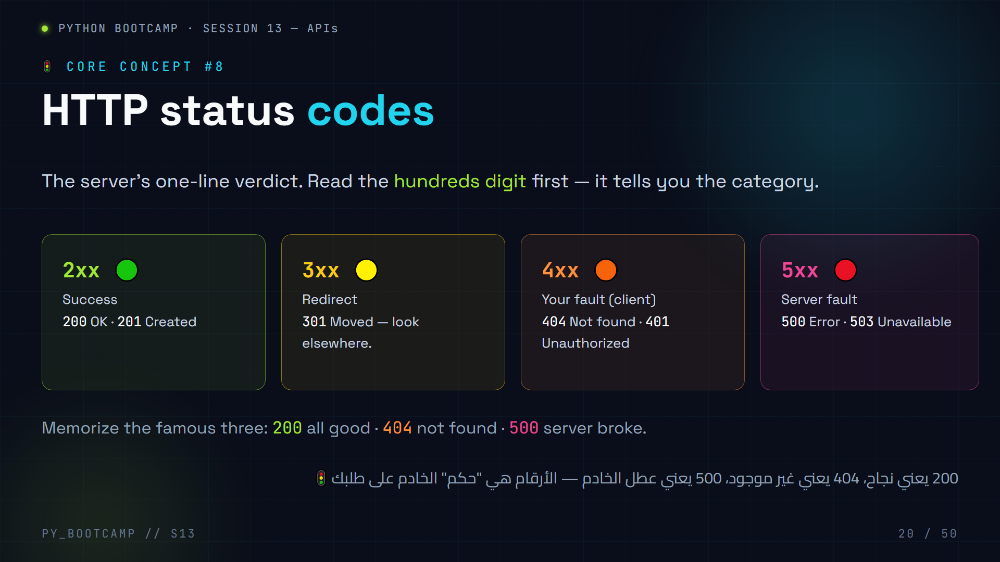 PYTHON BOOTCAMP · SESSION 13 — APIs
🚦 CORE CONCEPT #8
HTTP status codes
The server's one-line verdict. Read the hundreds digit first — it tells you the category.
2xx
Success
200 OK · 201 Created
3xx
Redirect
301 Moved — look
elsewhere.
4xx
Your fault (client)
404 Not found · 401
Unauthorized
5xx
Server fault
500 Error · 503 Unavailable
Memorize the famous three: 200 all good · 404 not found · 500 server broke.
200 يعني نجاح، 404 يعني غير موجود، 500 يعني عطل الخادم — الأرقام هي "حكم" الخادم على طلبك 🚦
PY_BOOTCAMP // S13
20 / 50